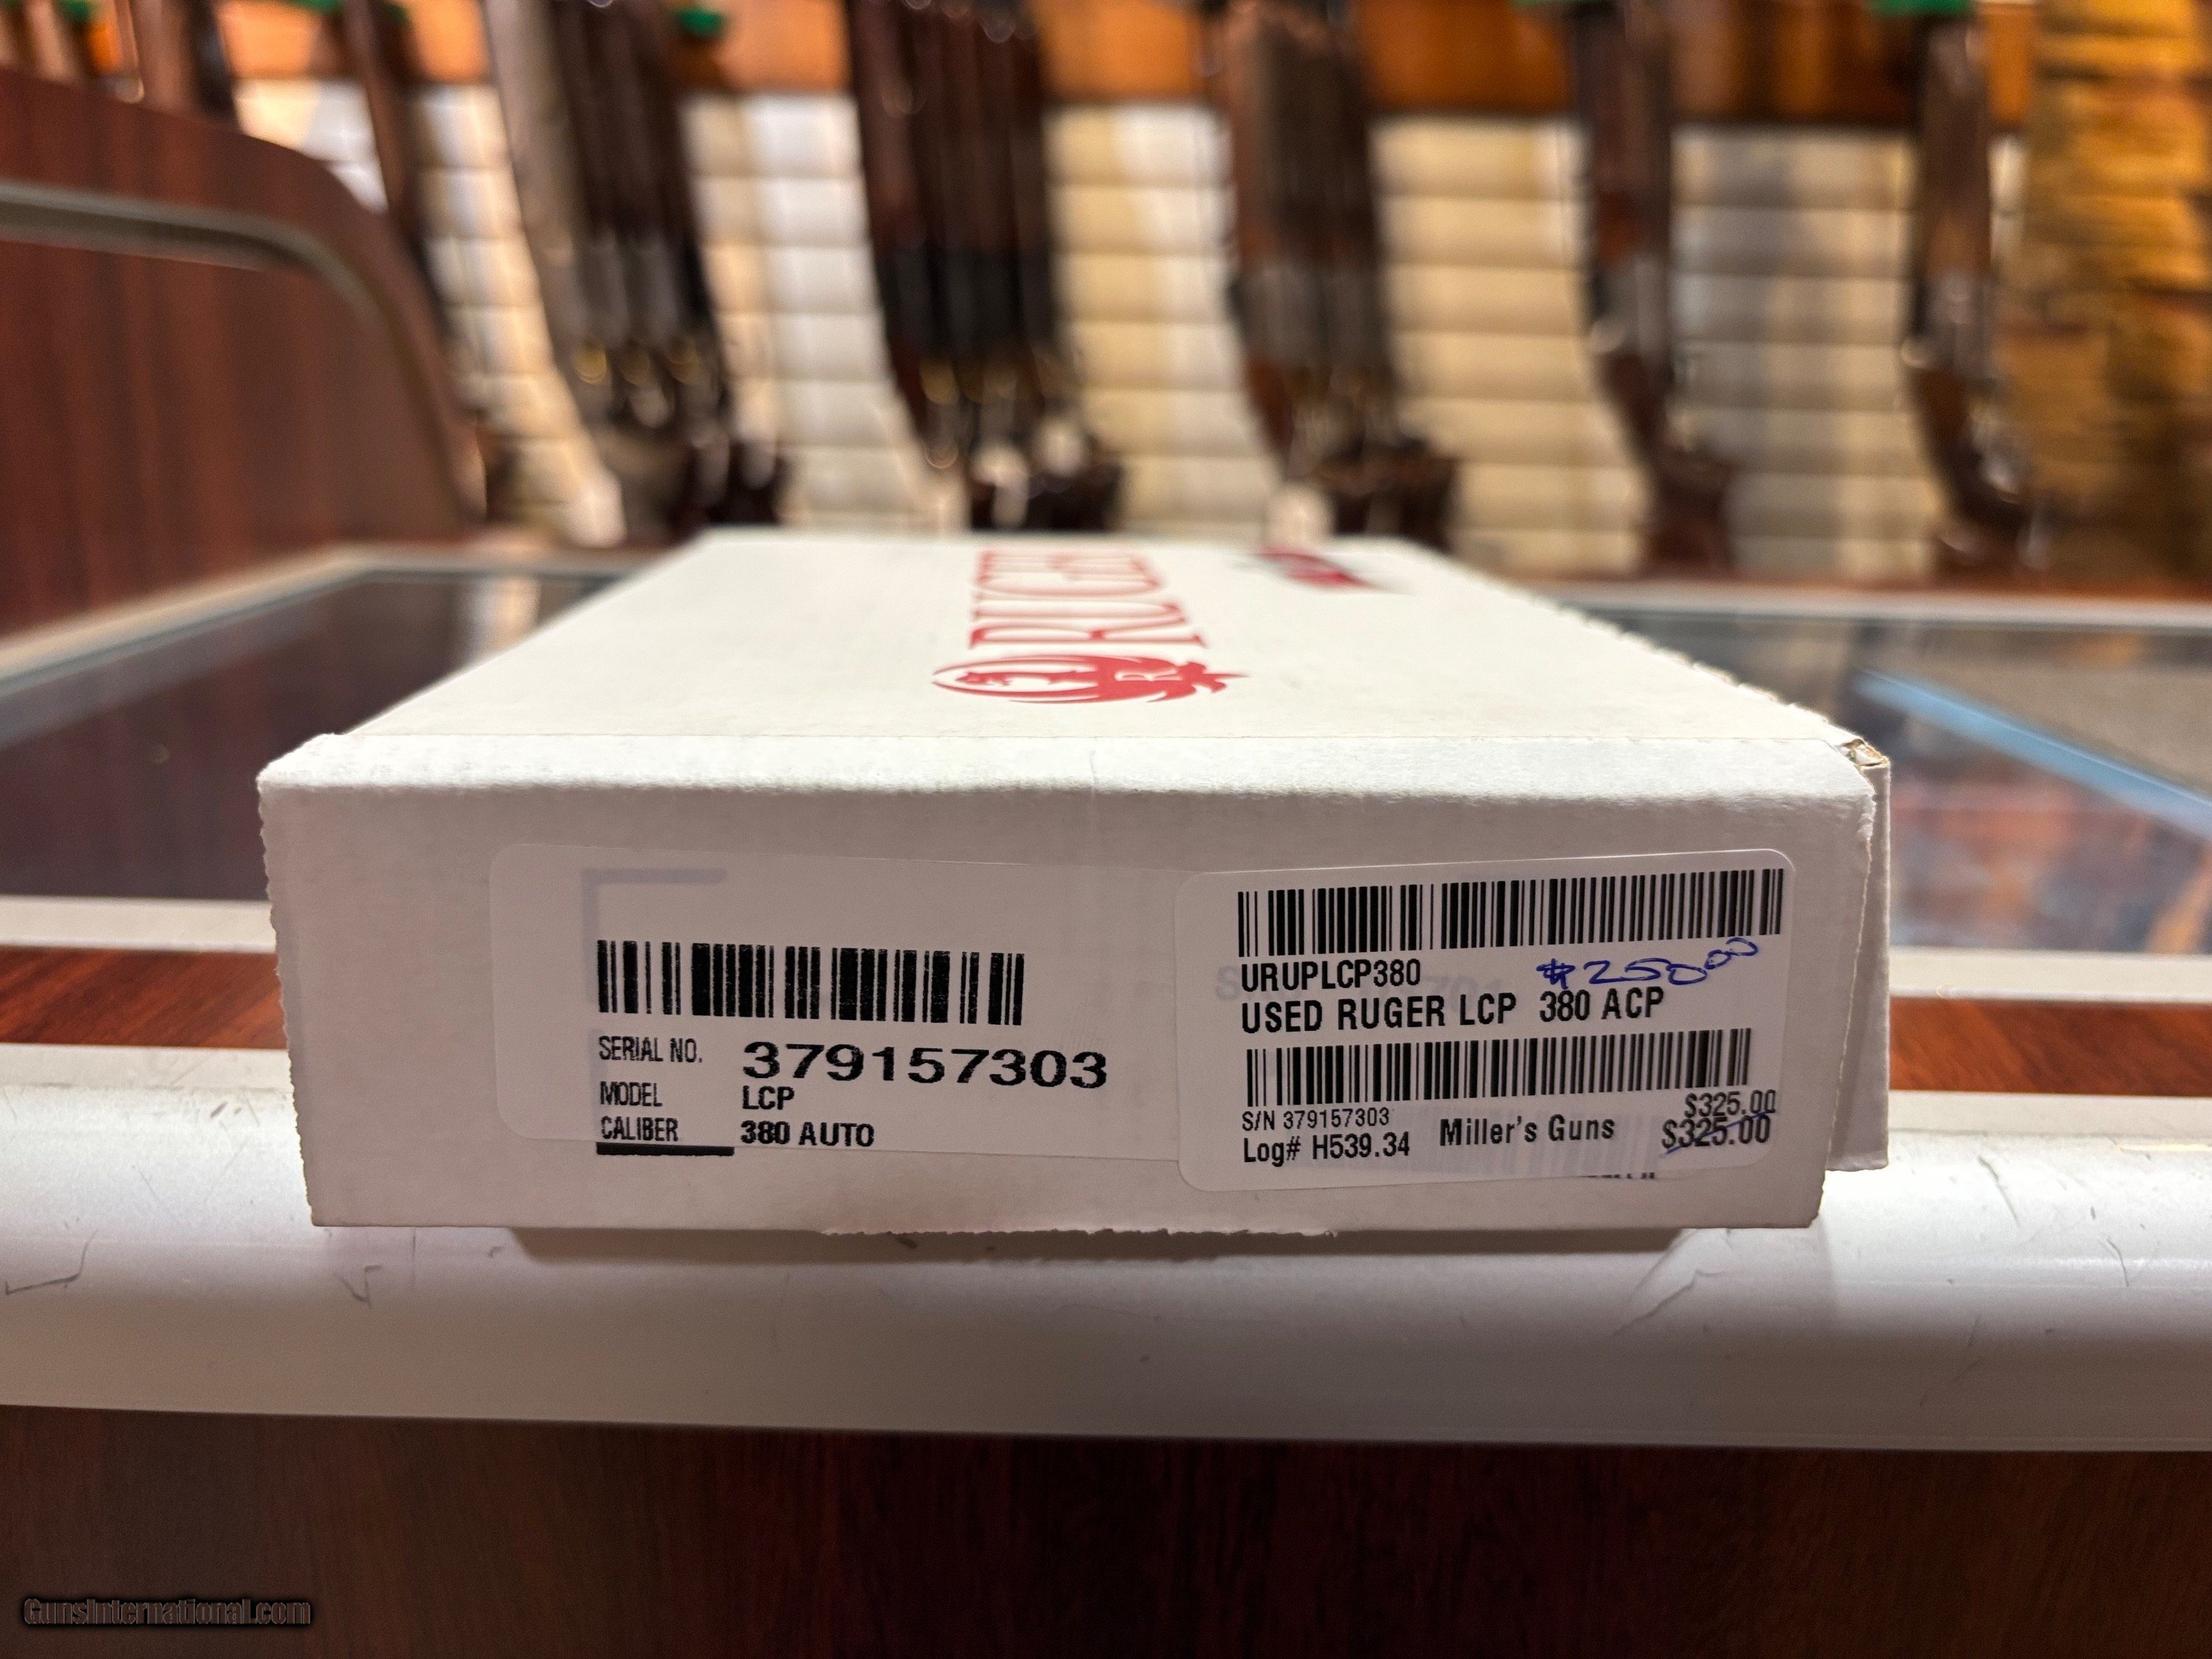 RUGER
SERIAL NO. 379157303
MODEL LCP
CALIBER 380 AUTO
URUPLCP380 $250.00
USED RUGER LCP 380 ACP
S/N 379157303 $325.00
Log# H539.34 Miller's Guns $325.00
GunsInternational.com